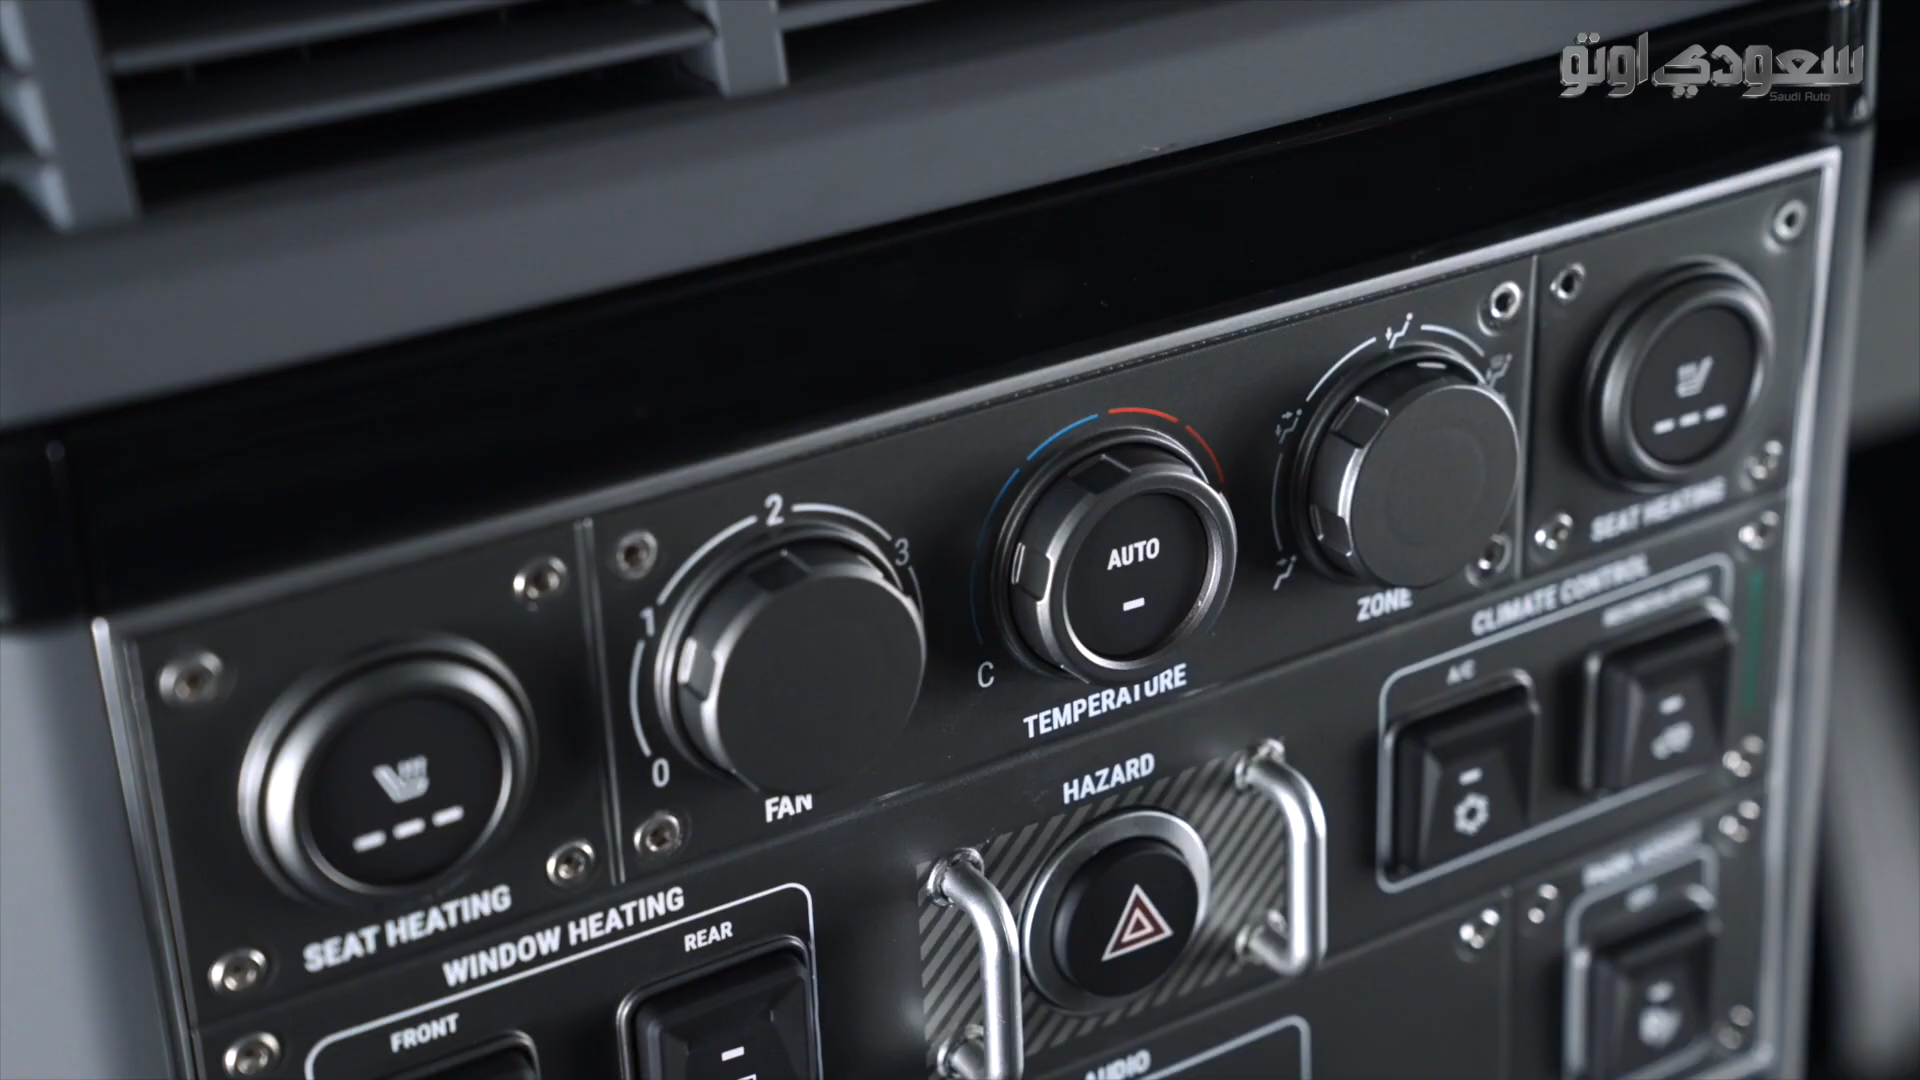 سعودي اوتو
Saudi Auto
2
3
1
0
FAN
AUTO
C
TEMPERATURE
ZONE
SEAT HEATING
CLIMATE CONTROL
A/C
HAZARD
SEAT HEATING
WINDOW HEATING
REAR
FRONT
AUDIO